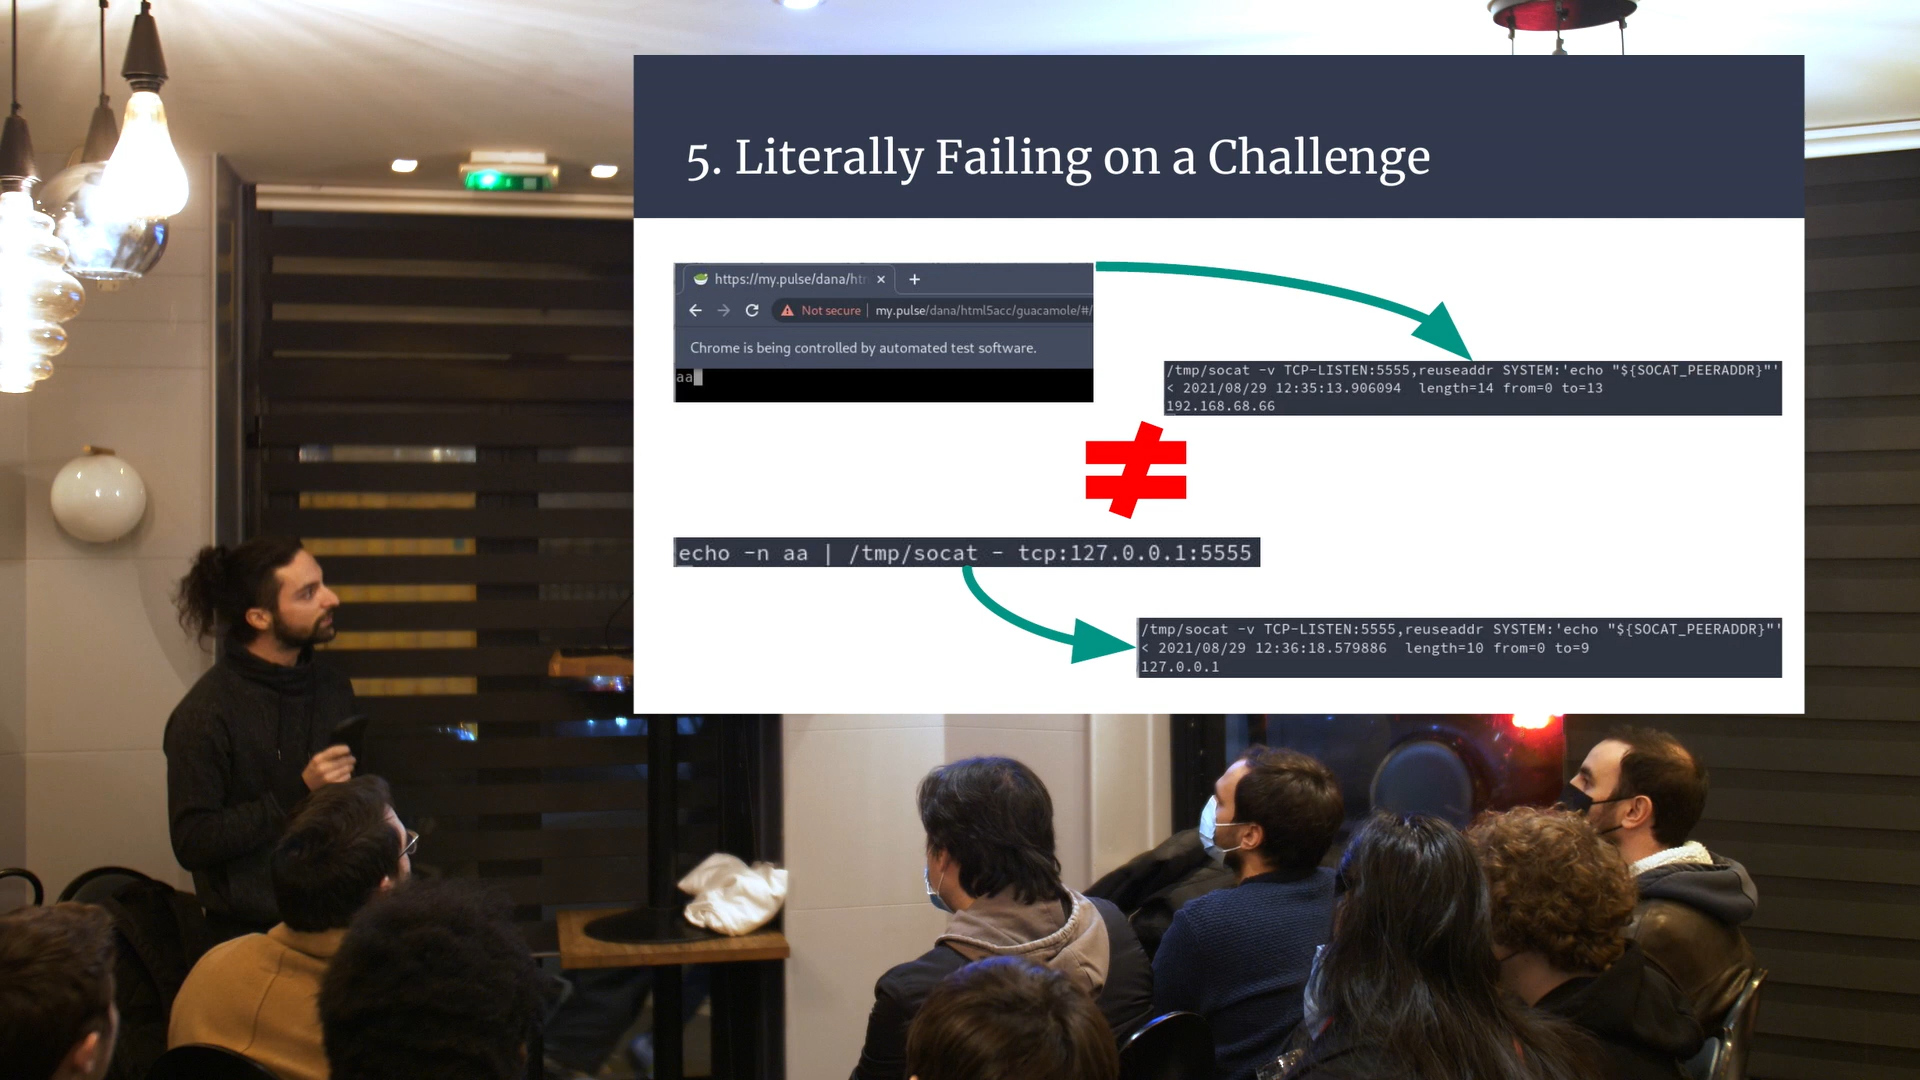 5. Literally Failing on a Challenge
https://my.pulse/dana/htm
Not secure | my.pulse/dana/html5acc/guacamole/#/
Chrome is being controlled by automated test software.
aa
/tmp/socat -v TCP-LISTEN:5555,reuseaddr SYSTEM:'echo "${SOCAT_PEERADDR}"'
< 2021/08/29 12:35:13.906094 length=14 from=0 to=13
192.168.68.66
≠
echo -n aa | /tmp/socat - tcp:127.0.0.1:5555
/tmp/socat -v TCP-LISTEN:5555,reuseaddr SYSTEM:'echo "${SOCAT_PEERADDR}"'
< 2021/08/29 12:36:18.579886 length=10 from=0 to=9
127.0.0.1